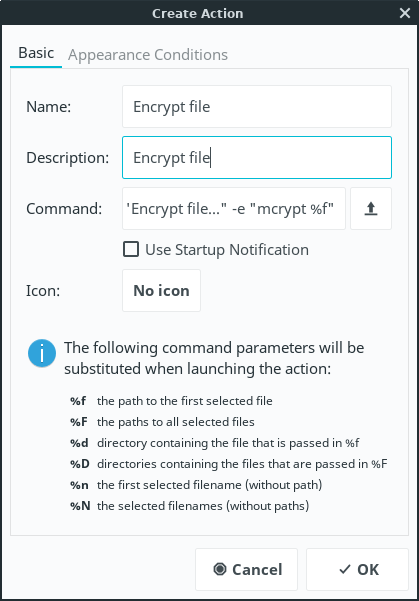 Create Action
Basic Appearance Conditions
Name: Encrypt file
Description: Encrypt file
Command: 'Encrypt file..." -e "mcrypt %f"
Use Startup Notification
Icon: No icon
The following command parameters will be
substituted when launching the action:
%f the path to the first selected file
%F the paths to all selected files
%d directory containing the file that is passed in %f
%D directories containing the files that are passed in %F
%n the first selected filename (without path)
%N the selected filenames (without paths)
Cancel OK